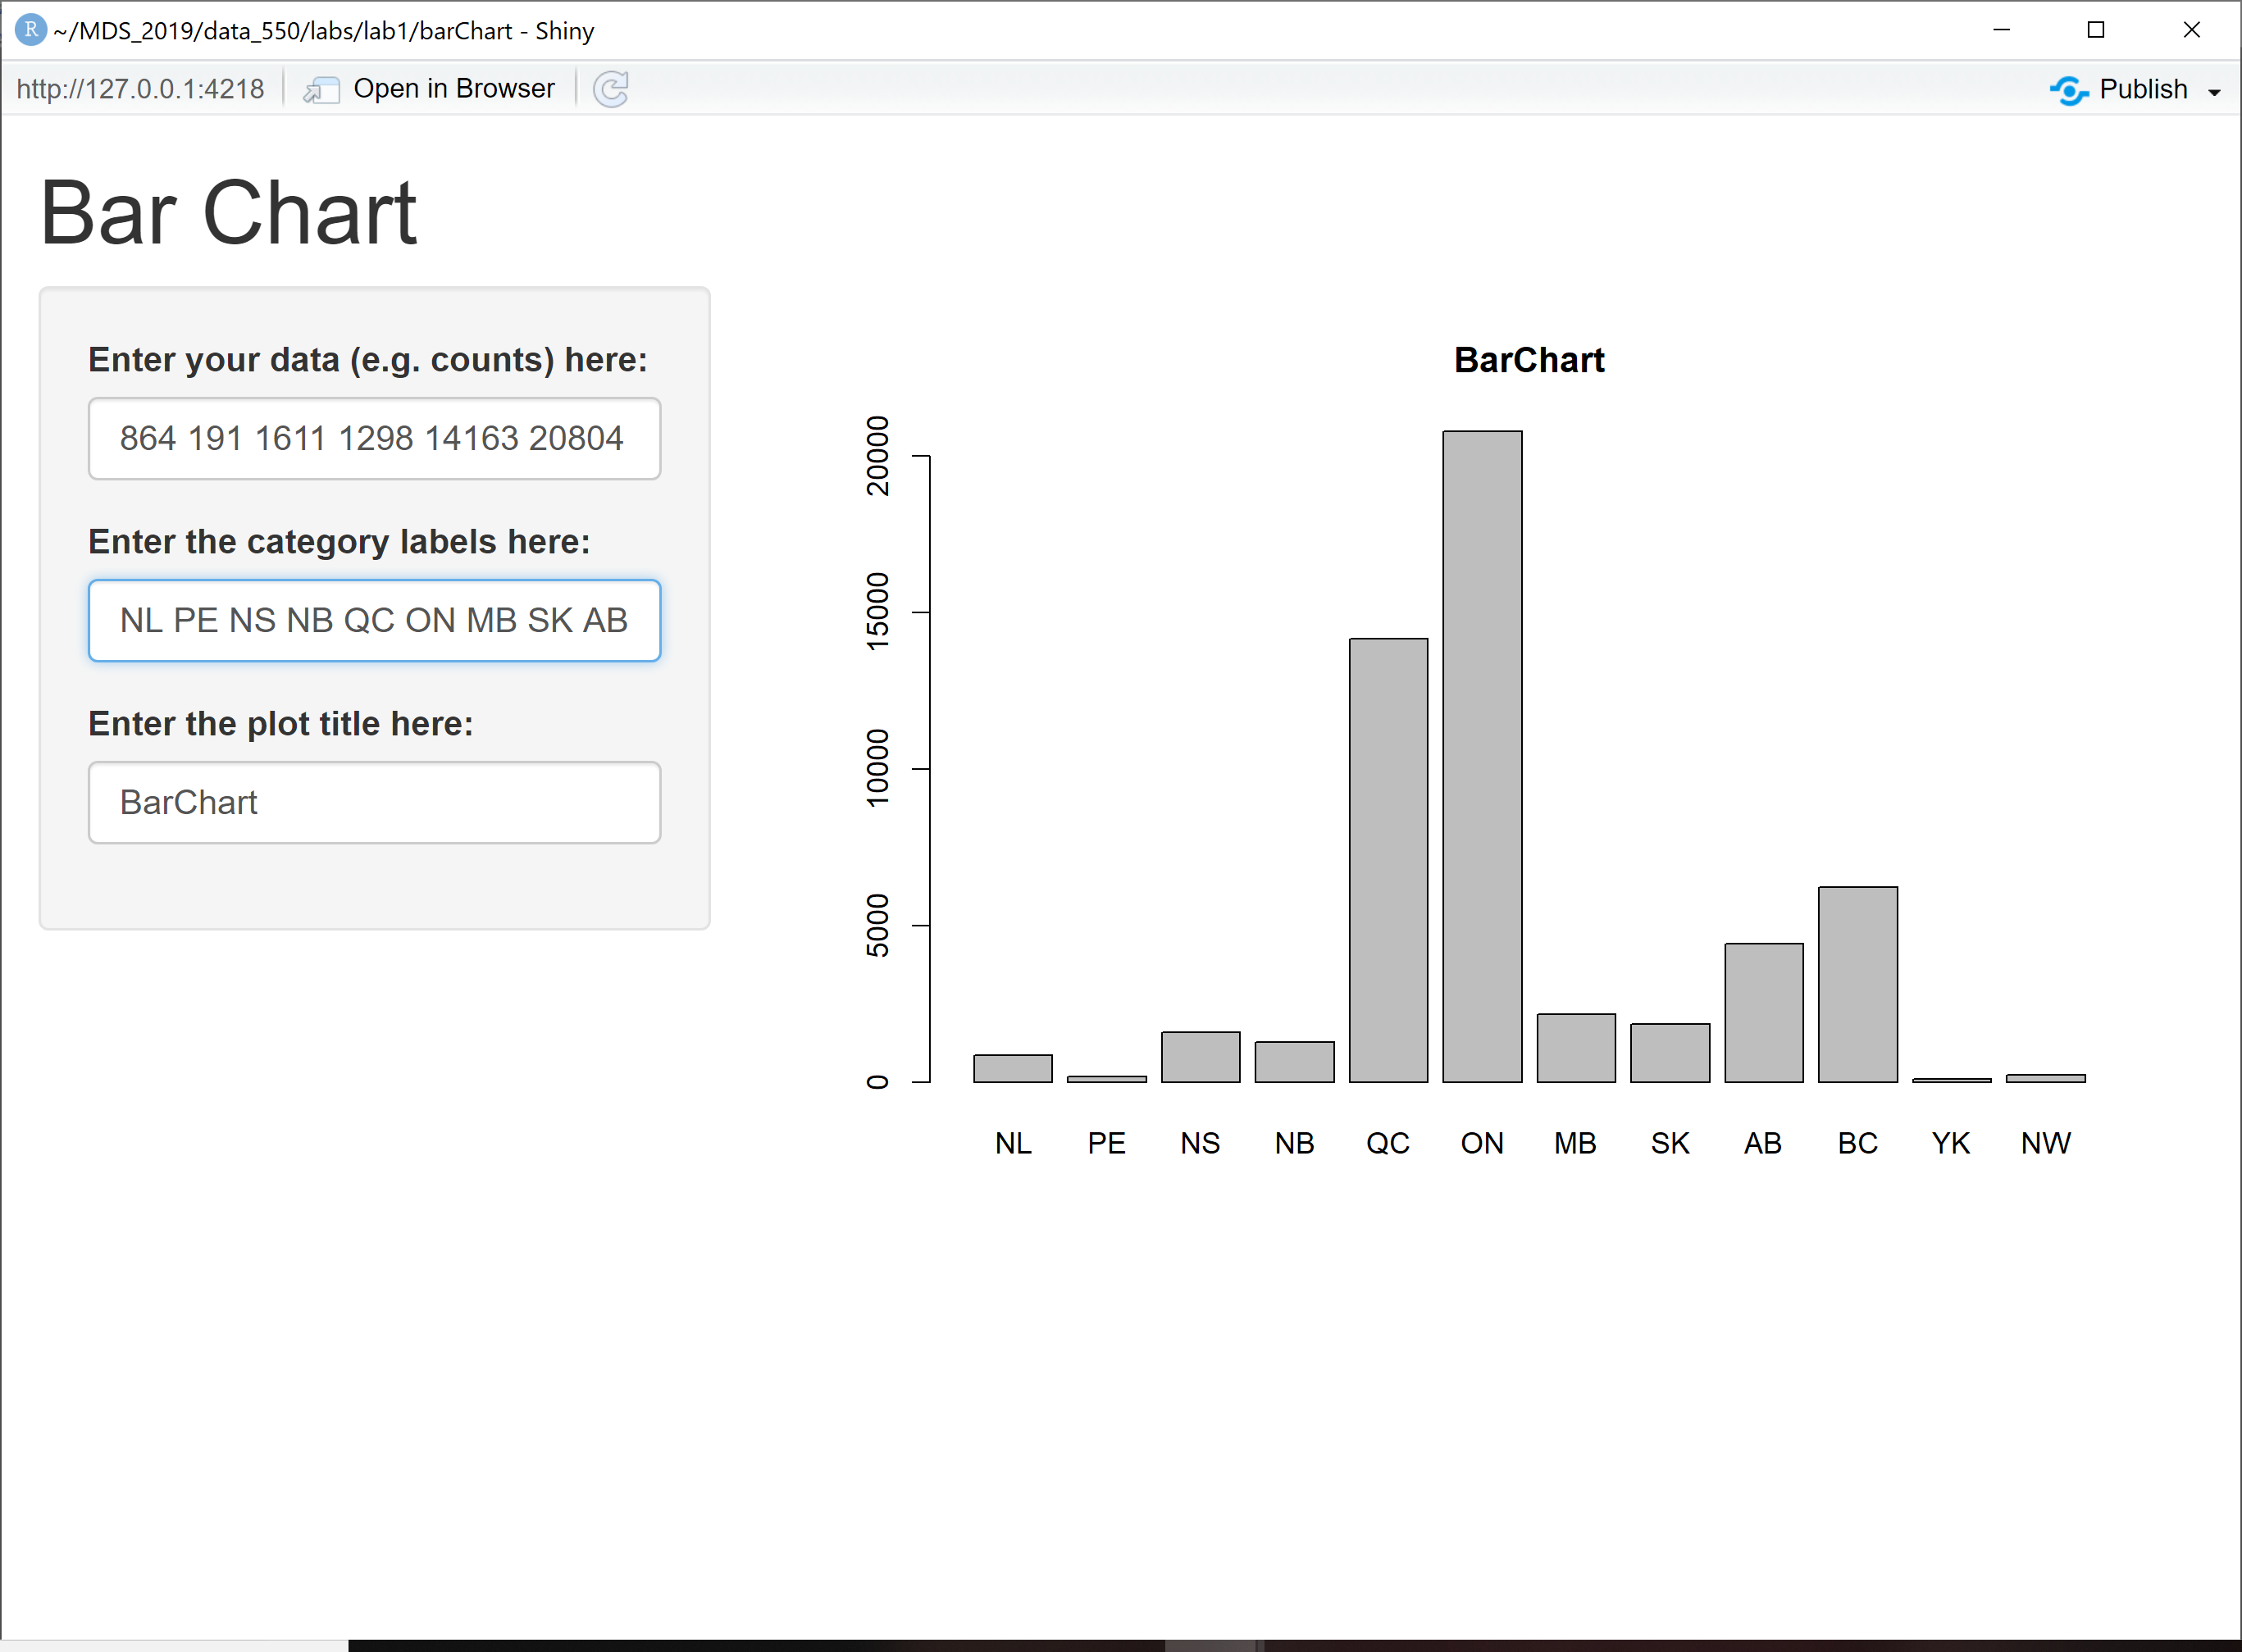 R ~/MDS_2019/data_550/labs/lab1/barChart - Shiny
http://127.0.0.1:4218 Open in Browser Publish
Bar Chart
Enter your data (e.g. counts) here:
864 191 1611 1298 14163 20804
Enter the category labels here:
NL PE NS NB QC ON MB SK AB
Enter the plot title here:
BarChart
BarChart
20000
15000
10000
5000
0
NL PE NS NB QC ON MB SK AB BC YK NW